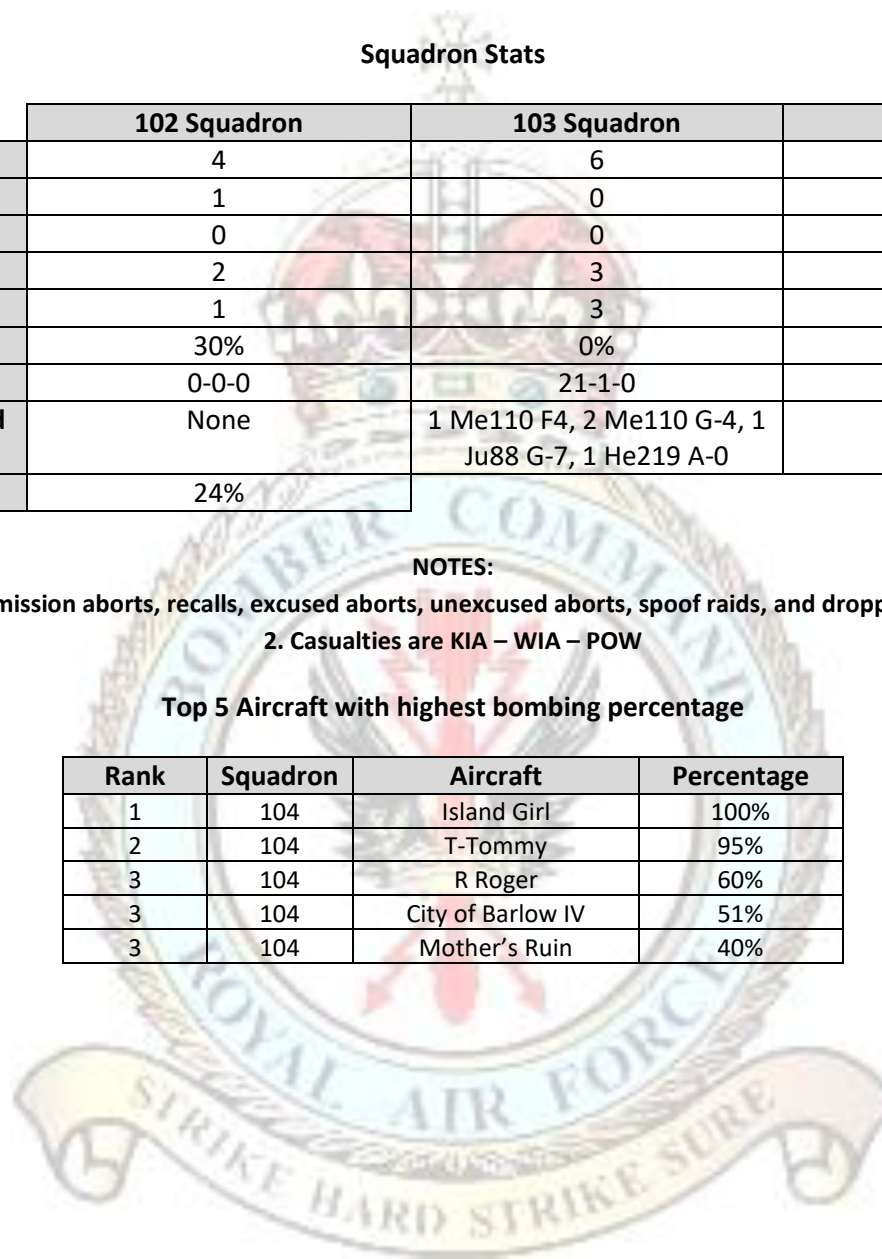 Squadron Stats
102 Squadron 103 Squadron
4 6
1 0
0 0
2 3
1 3
30% 0%
0-0-0 21-1-0
d None 1 Me110 F4, 2 Me110 G-4, 1
Ju88 G-7, 1 He219 A-0
24%
NOTES:
mission aborts, recalls, excused aborts, unexcused aborts, spoof raids, and dropp
2. Casualties are KIA – WIA – POW
Top 5 Aircraft with highest bombing percentage
Rank Squadron Aircraft Percentage
1 104 Island Girl 100%
2 104 T-Tommy 95%
3 104 R Roger 60%
3 104 City of Barlow IV 51%
3 104 Mother's Ruin 40%
BOMBER COMMAND
ROYAL AIR FORCE
STRIKE HARD STRIKE SURE